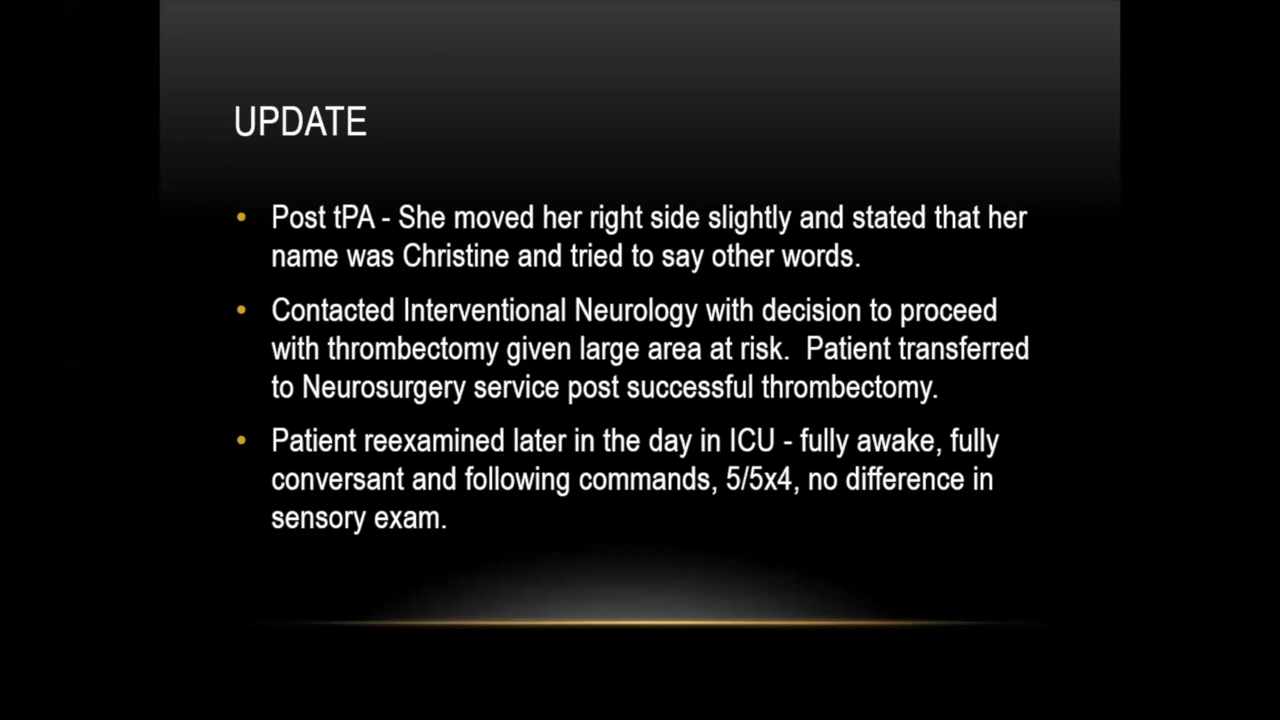 UPDATE
• Post tPA - She moved her right side slightly and stated that her
name was Christine and tried to say other words.
• Contacted Interventional Neurology with decision to proceed
with thrombectomy given large area at risk.  Patient transferred
to Neurosurgery service post successful thrombectomy.
• Patient reexamined later in the day in ICU - fully awake, fully
conversant and following commands, 5/5x4, no difference in
sensory exam.